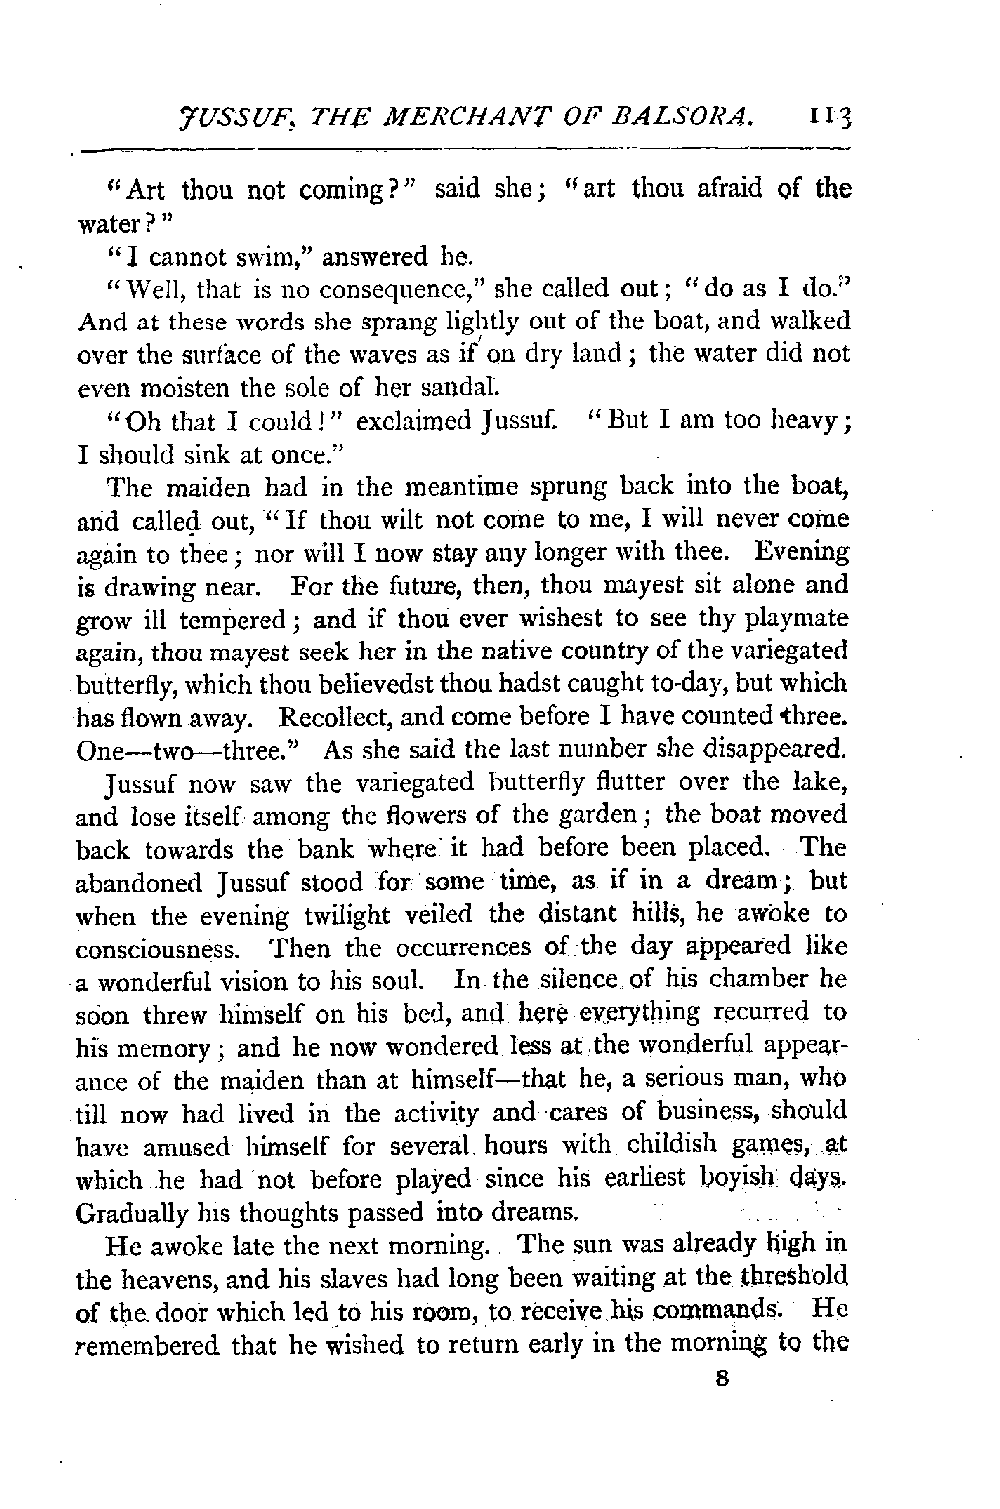 JUSSUF, THE MERCHANT OF BALSORA. 113
"Art thou not coming?" said she; "art thou afraid of the
water?"
"I cannot swim," answered he.
"Well, that is no consequence," she called out; "do as I do."
And at these words she sprang lightly out of the boat, and walked
over the surface of the waves as if on dry land; the water did not
even moisten the sole of her sandal.
"Oh that I could!" exclaimed Jussuf. "But I am too heavy;
I should sink at once."
The maiden had in the meantime sprung back into the boat,
and called out, "If thou wilt not come to me, I will never come
again to thee; nor will I now stay any longer with thee. Evening
is drawing near. For the future, then, thou mayest sit alone and
grow ill tempered; and if thou ever wishest to see thy playmate
again, thou mayest seek her in the native country of the variegated
butterfly, which thou believedst thou hadst caught to-day, but which
has flown away. Recollect, and come before I have counted three.
One—two—three." As she said the last number she disappeared.
Jussuf now saw the variegated butterfly flutter over the lake,
and lose itself among the flowers of the garden; the boat moved
back towards the bank where it had before been placed. The
abandoned Jussuf stood for some time, as if in a dream; but
when the evening twilight veiled the distant hills, he awoke to
consciousness. Then the occurrences of the day appeared like
a wonderful vision to his soul. In the silence of his chamber he
soon threw himself on his bed, and here everything recurred to
his memory; and he now wondered less at the wonderful appear-
ance of the maiden than at himself—that he, a serious man, who
till now had lived in the activity and cares of business, should
have amused himself for several hours with childish games, at
which he had not before played since his earliest boyish days.
Gradually his thoughts passed into dreams.
He awoke late the next morning. The sun was already high in
the heavens, and his slaves had long been waiting at the threshold
of the door which led to his room, to receive his commands. He
remembered that he wished to return early in the morning to the
8